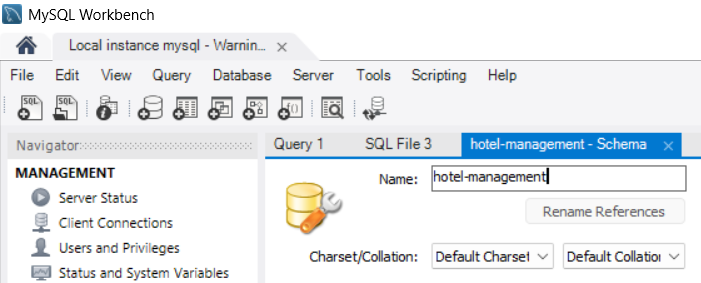 MySQL Workbench
Local instance mysql - Warnin...
File Edit View Query Database Server Tools Scripting Help
SQL SQL
Navigator
Query 1 SQL File 3 hotel-management - Schema
MANAGEMENT
Server Status
Client Connections
Users and Privileges
Status and System Variables
Name: hotel-management
Rename References
Charset/Collation: Default Charset Default Collation